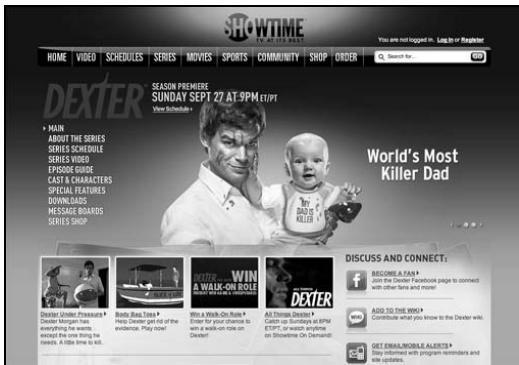 SHOWTIME
TV AT ITS BEST
You are not logged in. Log In or Register
HOME VIDEO SCHEDULES SERIES MOVIES SPORTS COMMUNITY SHOP ORDER
Search for...
GO
DEXTER
SEASON PREMIERE
SUNDAY SEPT 27 AT 9PM ET/PT
View Schedule
MAIN
ABOUT THE SERIES
SERIES SCHEDULE
SERIES VIDEO
EPISODE GUIDE
CAST & CHARACTERS
SPECIAL FEATURES
DOWNLOADS
MESSAGE BOARDS
SERIES SHOP
MY
DAD IS
KILLER
World's Most
Killer Dad
DEXTER WIN
A WALK-ON ROLE
DEXTER
Dexter Under Pressure
Dexter Morgan has
everything he wants
except the one thing he
needs. A little time to kill.
Body Bag Toss
Help Dexter get rid of the
evidence. Play now!
Win a Walk-On Role
Enter for your chance to
win a walk-on role on
Dexter!
All Things Dexter
Catch up Sundays at 8PM
ET/PT, or watch anytime
on Showtime On Demand!
DISCUSS AND CONNECT:
f
BECOME A FAN
Join the Dexter Facebook page to connect
with other fans and more!
WIKI
ADD TO THE WIKI
Contribute what you know to the Dexter wiki.
GET EMAIL/MOBILE ALERTS
Stay informed with program reminders and
site updates.